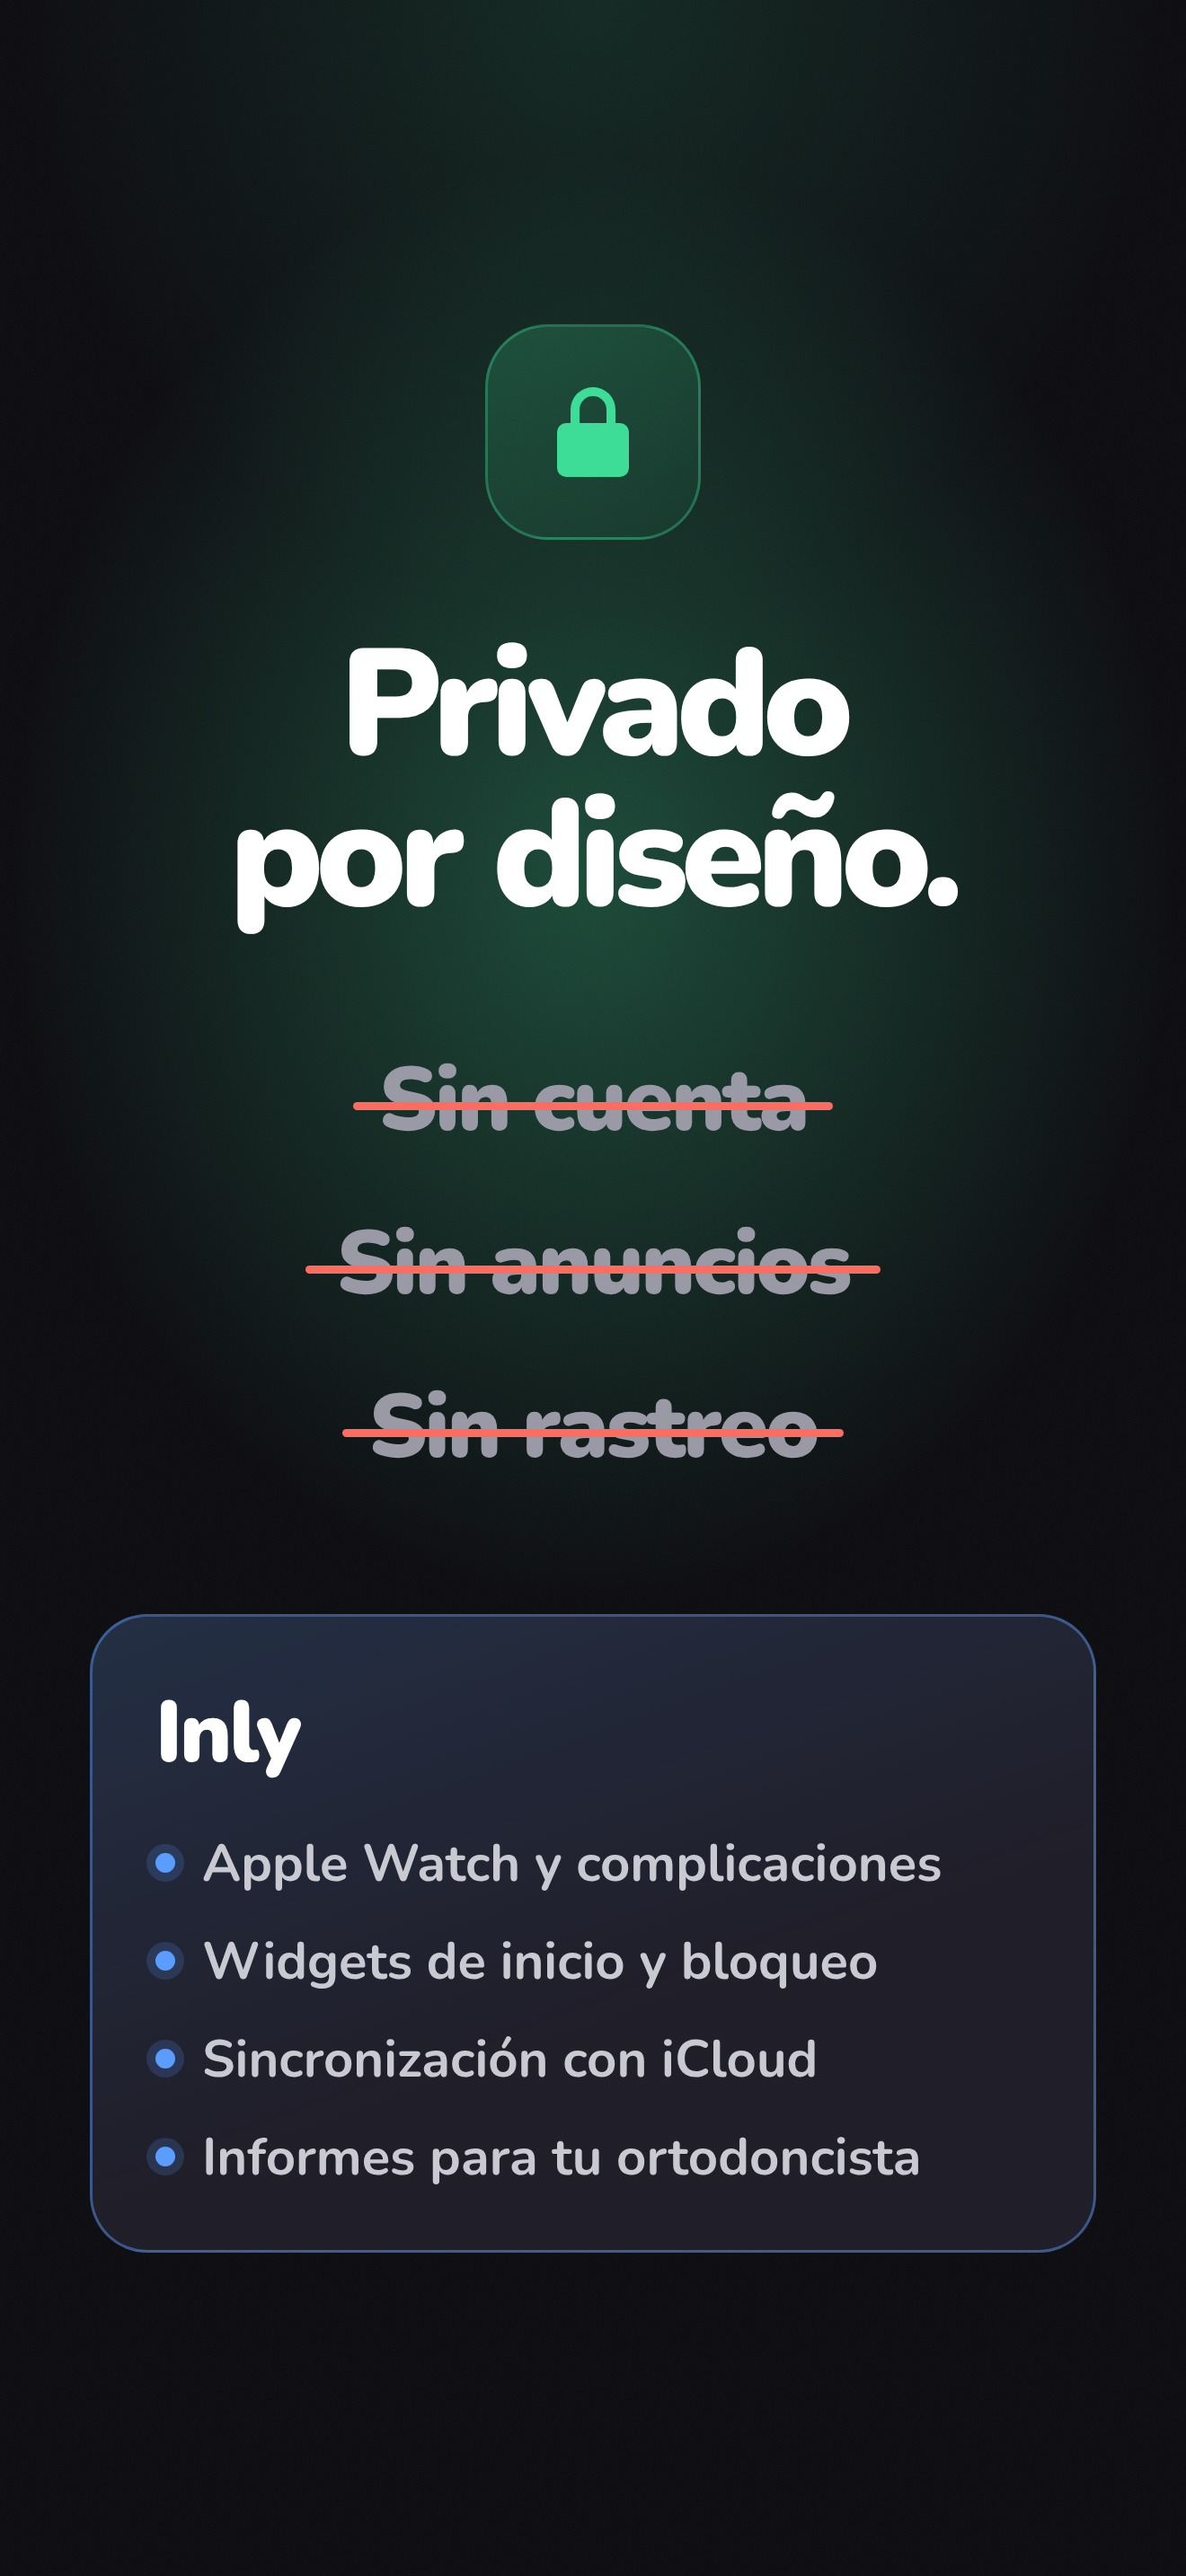 Privado
por diseño.
Sin cuenta
Sin anuncios
Sin rastreo
Inly
Apple Watch y complicaciones
Widgets de inicio y bloqueo
Sincronización con iCloud
Informes para tu ortodoncista